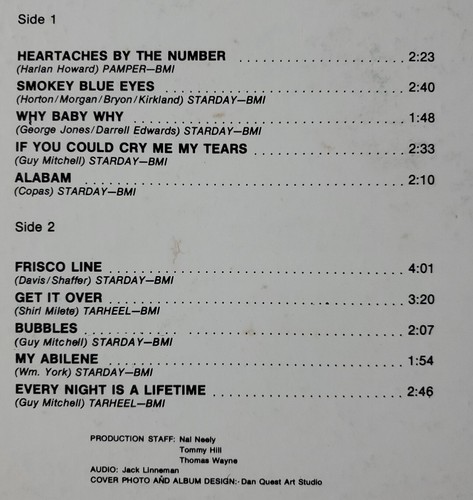 Side 1
HEARTACHES BY THE NUMBER .................... 2:23
(Harlan Howard) PAMPER—BMI
SMOKEY BLUE EYES .................... 2:40
(Horton/Morgan/Bryon/Kirkland) STARDAY—BMI
WHY BABY WHY .................... 1:48
(George Jones/Darrell Edwards) STARDAY—BMI
IF YOU COULD CRY ME MY TEARS .................... 2:33
(Guy Mitchell) STARDAY—BMI
ALABAM .................... 2:10
(Copas) STARDAY—BMI
Side 2
FRISCO LINE .................... 4:01
(Davis/Shaffer) STARDAY—BMI
GET IT OVER .................... 3:20
(Shirl Milete) TARHEEL—BMI
BUBBLES .................... 2:07
(Guy Mitchell) STARDAY—BMI
MY ABILENE .................... 1:54
(Wm. York) STARDAY—BMI
EVERY NIGHT IS A LIFETIME .................... 2:46
(Guy Mitchell) TARHEEL—BMI
PRODUCTION STAFF: Nal Neely
Tommy Hill
Thomas Wayne
AUDIO: Jack Linneman
COVER PHOTO AND ALBUM DESIGN: Dan Quest Art Studio